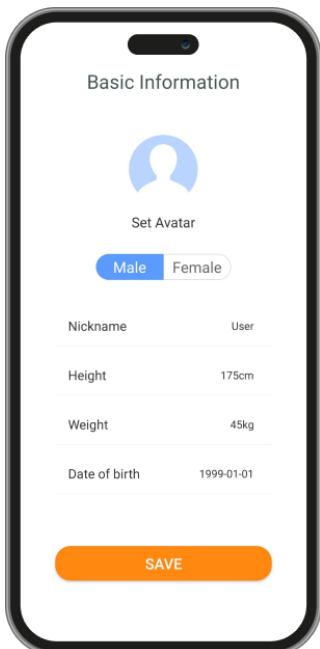 Basic Information
Set Avatar
Male Female
Nickname User
Height 175cm
Weight 45kg
Date of birth 1999-01-01
SAVE